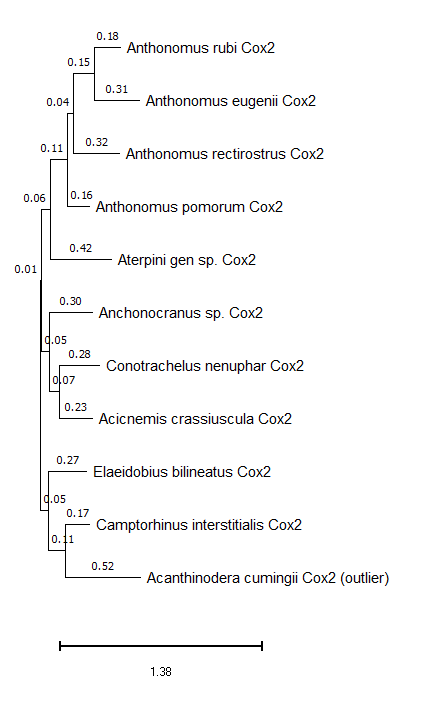 0.18
Anthonomus rubi Cox2
0.15
0.31
Anthonomus eugenii Cox2
0.04
0.32
Anthonomus rectirostrus Cox2
0.11
0.16
Anthonomus pomorum Cox2
0.06
0.42
Aterpini gen sp. Cox2
0.01
0.30
Anchonocranus sp. Cox2
0.05
0.28
Conotrachelus nenuphar Cox2
0.07
0.23
Acicnemis crassiuscula Cox2
0.27
Elaeidobius bilineatus Cox2
0.05
0.17
Camptorhinus interstitialis Cox2
0.11
0.52
Acanthinodera cumingii Cox2 (outlier)
1.38